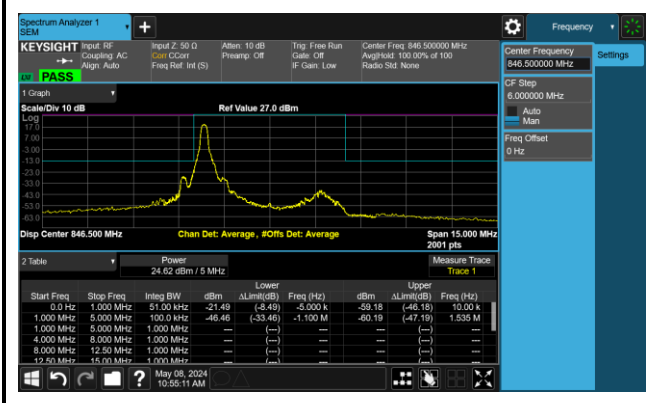 Spectrum Analyzer 1
SEM
+
Frequency
KEYSIGHT
Input: RF
Coupling: AC
Align: Auto
Input Z: 50 Ω
Corr CCorr
Freq Ref: Int (S)
Atten: 10 dB
Preamp: Off
Trig: Free Run
Gate: Off
IF Gain: Low
Center Freq: 846.500000 MHz
Avg|Hold: 100.00% of 100
Radio Std: None
PASS
Center Frequency
846.500000 MHz
Settings
CF Step
6.000000 MHz
Auto
Man
Freq Offset
0 Hz
1 Graph
Scale/Div 10 dB
Ref Value 27.0 dBm
Log
17.0
7.00
-3.00
-13.0
-23.0
-33.0
-43.0
-53.0
-63.0
Disp Center 846.500 MHz
Chan Det: Average, #Offs Det: Average
Span 15.000 MHz
2001 pts
2 Table
Power
24.62 dBm / 5 MHz
Measure Trace
Trace 1
Lower Upper
Start Freq Stop Freq Integ BW dBm ΔLimit(dB) Freq (Hz) dBm ΔLimit(dB) Freq (Hz)
0.0 Hz 1.000 MHz 51.00 kHz -21.49 (-8.49) -5.000 k -59.18 (-46.18) 10.00 k
1.000 MHz 5.000 MHz 100.0 kHz -46.46 (-33.46) -1.100 M -60.19 (-47.19) 1.535 M
1.000 MHz 5.000 MHz 1.000 MHz --- (---) --- --- (---) ---
4.000 MHz 8.000 MHz 1.000 MHz --- (---) --- --- (---) ---
8.000 MHz 12.50 MHz 1.000 MHz --- (---) --- --- (---) ---
12.50 MHz 15.00 MHz 1.000 MHz --- (---) --- --- (---) ---
?
May 08, 2024
10:55:11 AM